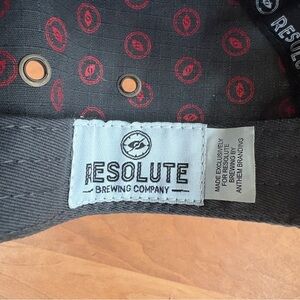 RESOLUTE
RESOLUTE
BREWING COMPANY
MADE EXCLUSIVELY
FOR RESOLUTE
BREWING BY
ANTHEM BRANDING